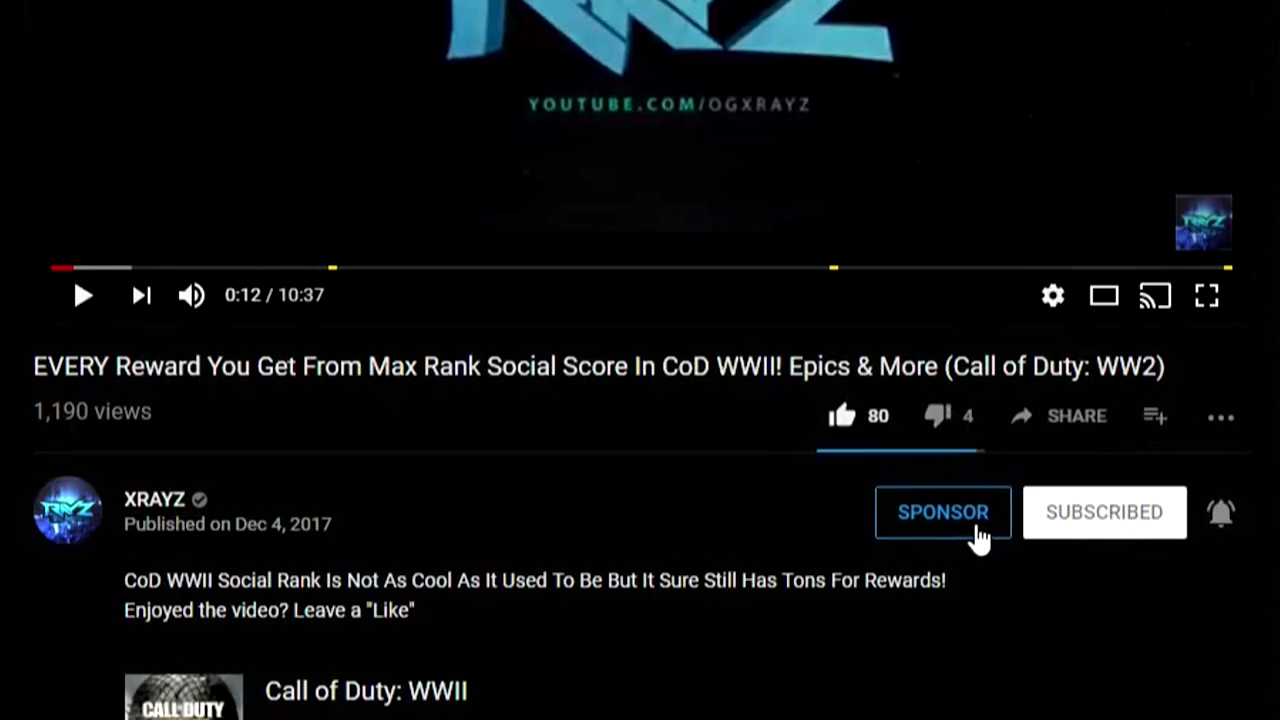 YOUTUBE.COM/OGXRAYZ
0:12 / 10:37
EVERY Reward You Get From Max Rank Social Score In CoD WWII! Epics & More (Call of Duty: WW2)
1,190 views
80
4
SHARE
XRAYZ
Published on Dec 4, 2017
SPONSOR
SUBSCRIBED
CoD WWII Social Rank Is Not As Cool As It Used To Be But It Sure Still Has Tons For Rewards!
Enjoyed the video? Leave a "Like"
Call of Duty: WWII
CALL OF DUTY